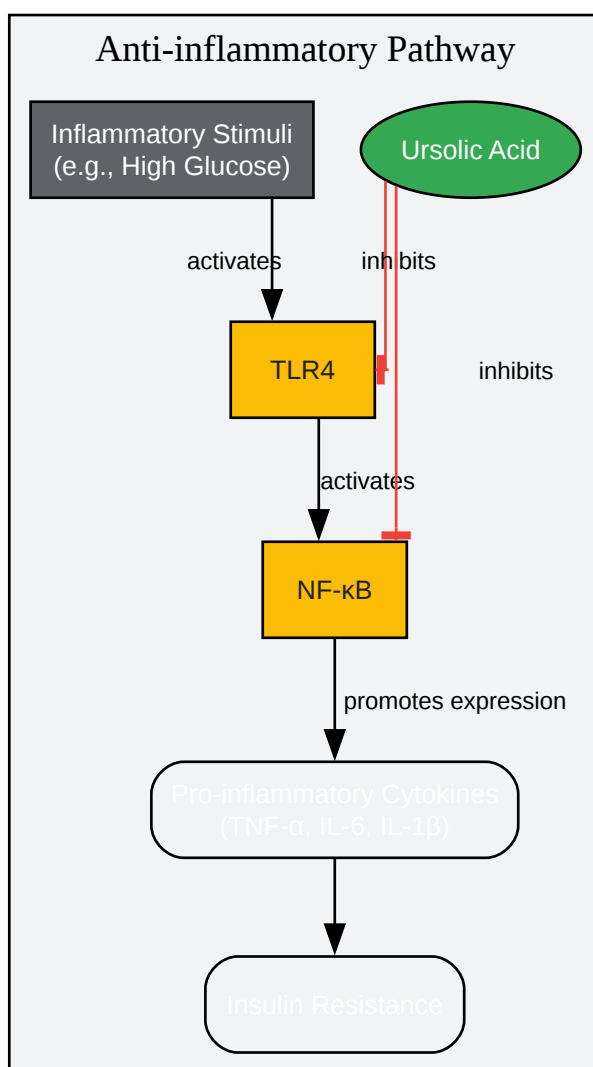 Anti-inflammatory Pathway
Inflammatory Stimuli
(e.g., High Glucose)
Ursolic Acid
activates
inhibits
TLR4
inhibits
activates
NF-κB
promotes expression
Pro-inflammatory Cytokines
(TNF-α, IL-6, IL-1β)
Insulin Resistance